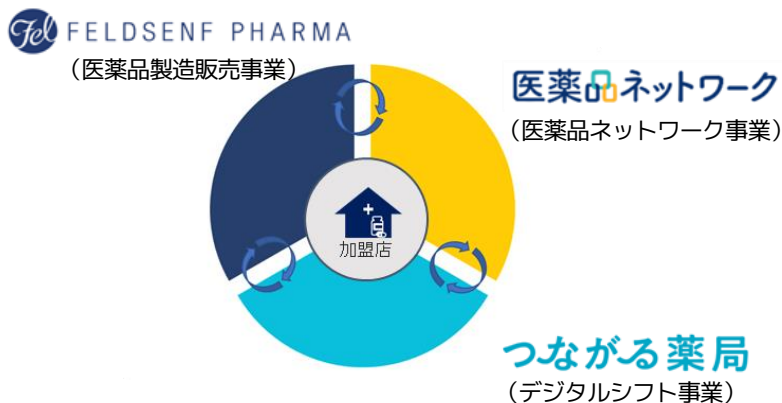 Fel FELDSENF PHARMA
（医薬品製造販売事業）
医薬品ネットワーク
（医薬品ネットワーク事業）
加盟店
つながる薬局
（デジタルシフト事業）